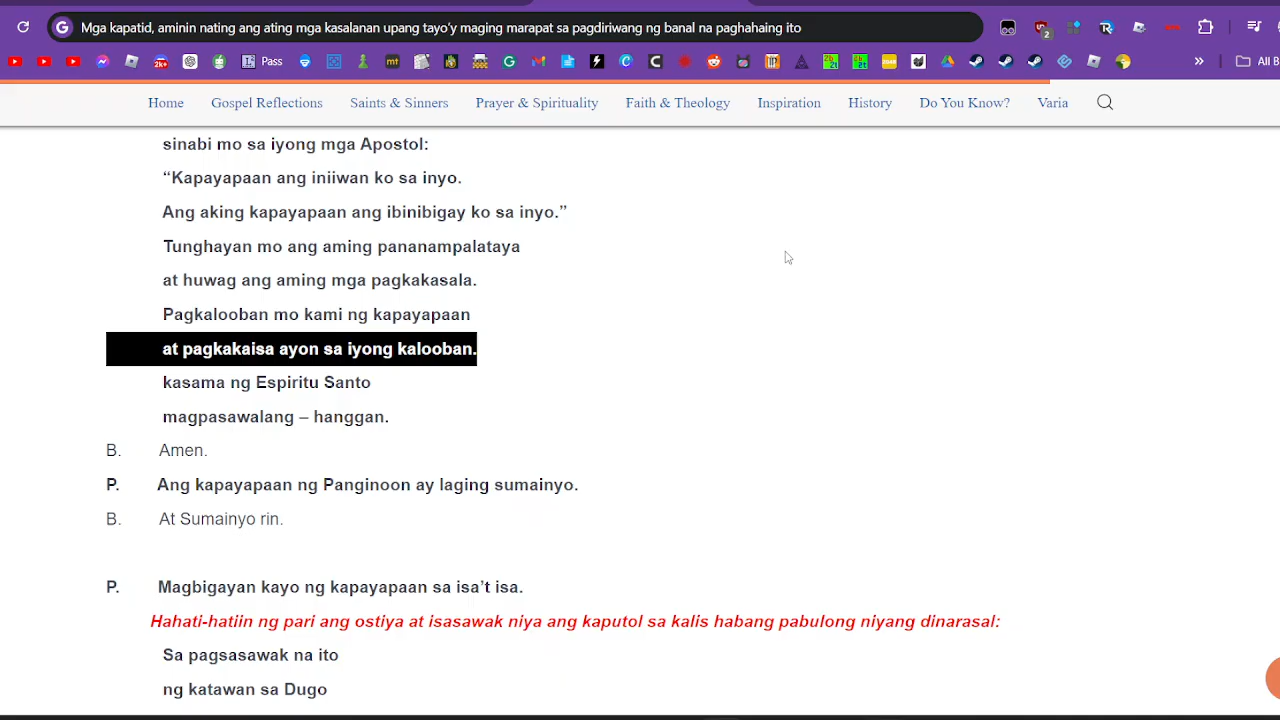 Mga kapatid, aminin nating ang ating mga kasalanan upang tayo'y maging marapat sa pagdiriwang ng banal na paghahaing ito
2
2K+
Pass
mt
» All B
Home Gospel Reflections Saints & Sinners Prayer & Spirituality Faith & Theology Inspiration History Do You Know? Varia
sinabi mo sa iyong mga Apostol:
“Kapayapaan ang iniiwan ko sa inyo.
Ang aking kapayapaan ang ibinibigay ko sa inyo.”
Tunghayan mo ang aming pananampalataya
at huwag ang aming mga pagkakasala.
Pagkalooban mo kami ng kapayapaan
at pagkakaisa ayon sa iyong kalooban.
kasama ng Espiritu Santo
magpasawalang – hanggan.
B. Amen.
P. Ang kapayapaan ng Panginoon ay laging sumainyo.
B. At Sumainyo rin.
P. Magbigayan kayo ng kapayapaan sa isa’t isa.
Hahati-hatiin ng pari ang ostiya at isasawak niya ang kaputol sa kalis habang pabulong niyang dinarasal:
Sa pagsasawak na ito
ng katawan sa Dugo